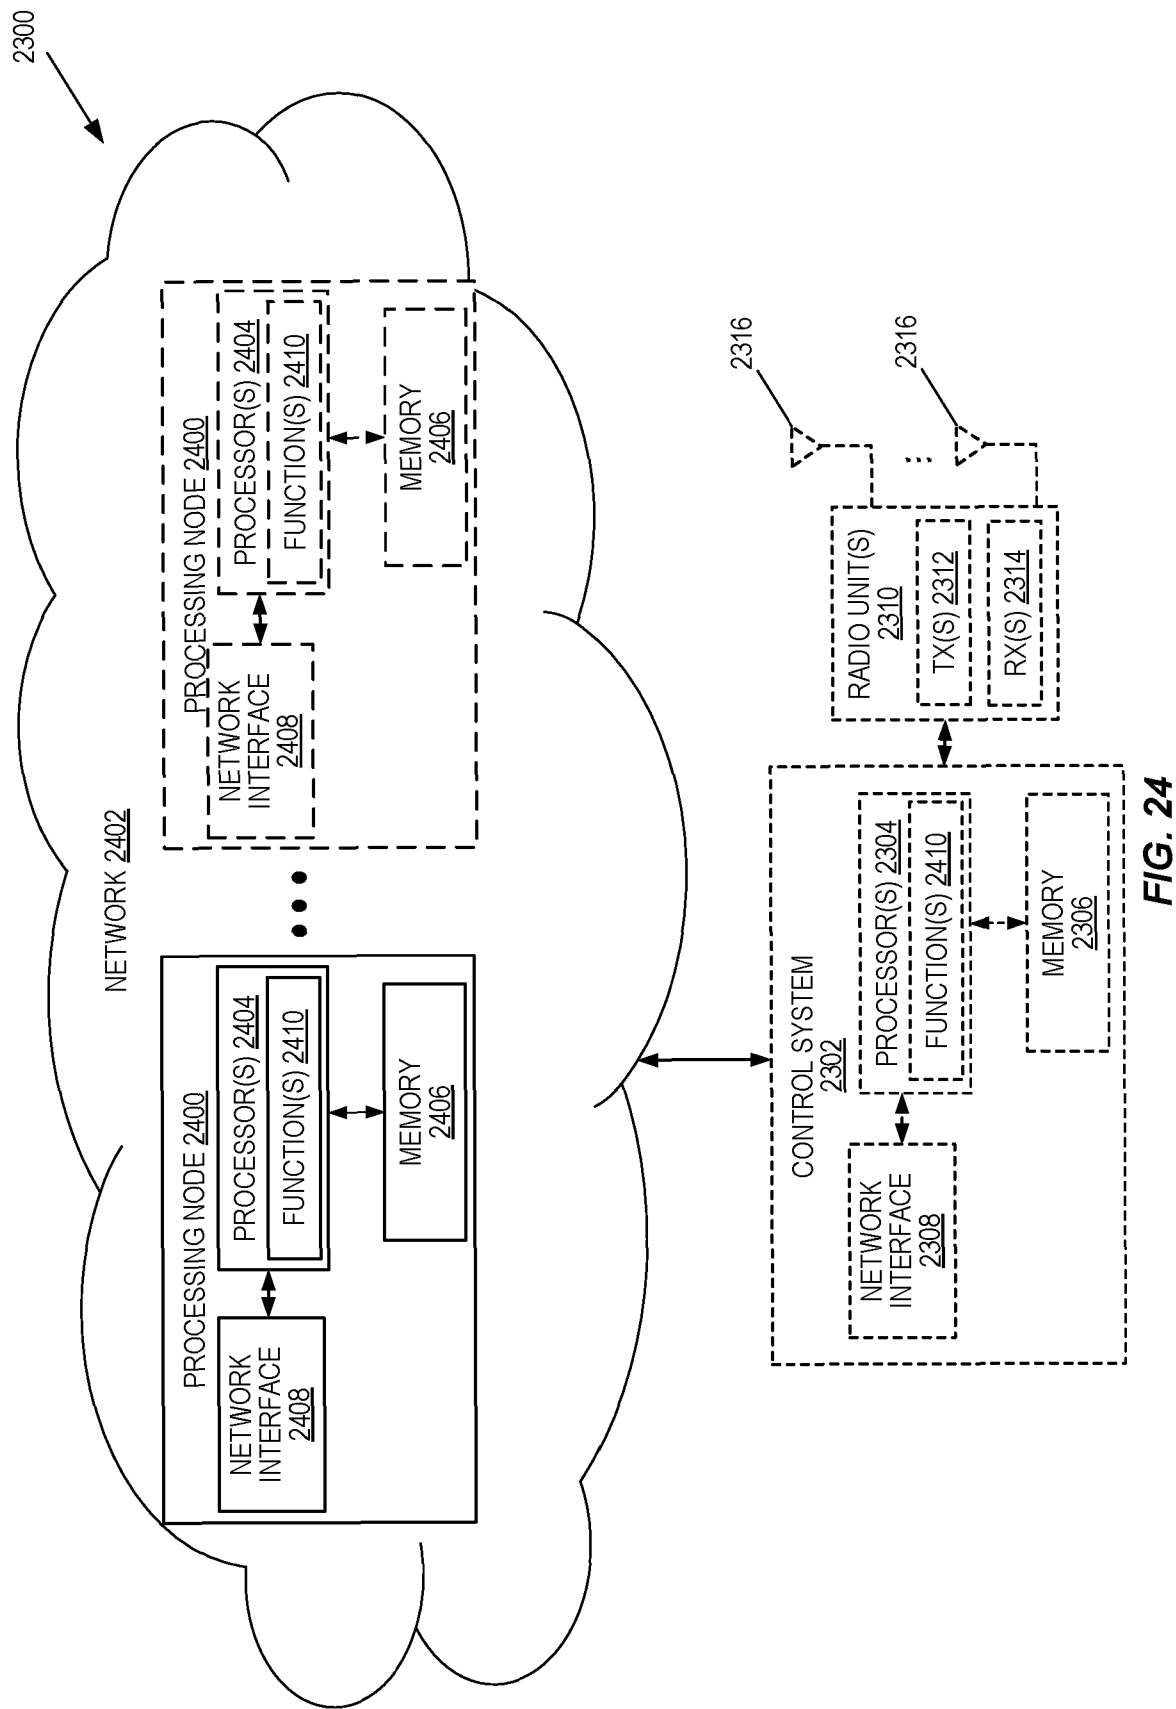 2300
NETWORK 2402
PROCESSING NODE 2400
PROCESSOR(S) 2404
FUNCTION(S) 2410
NETWORK
INTERFACE
2408
MEMORY
2406
PROCESSING NODE 2400
PROCESSOR(S) 2404
FUNCTION(S) 2410
NETWORK
INTERFACE
2408
MEMORY
2406
CONTROL SYSTEM
2302
PROCESSOR(S) 2304
FUNCTION(S) 2410
NETWORK
INTERFACE
2308
MEMORY
2306
RADIO UNIT(S)
2310
TX(S) 2312
RX(S) 2314
2316
2316
FIG. 24